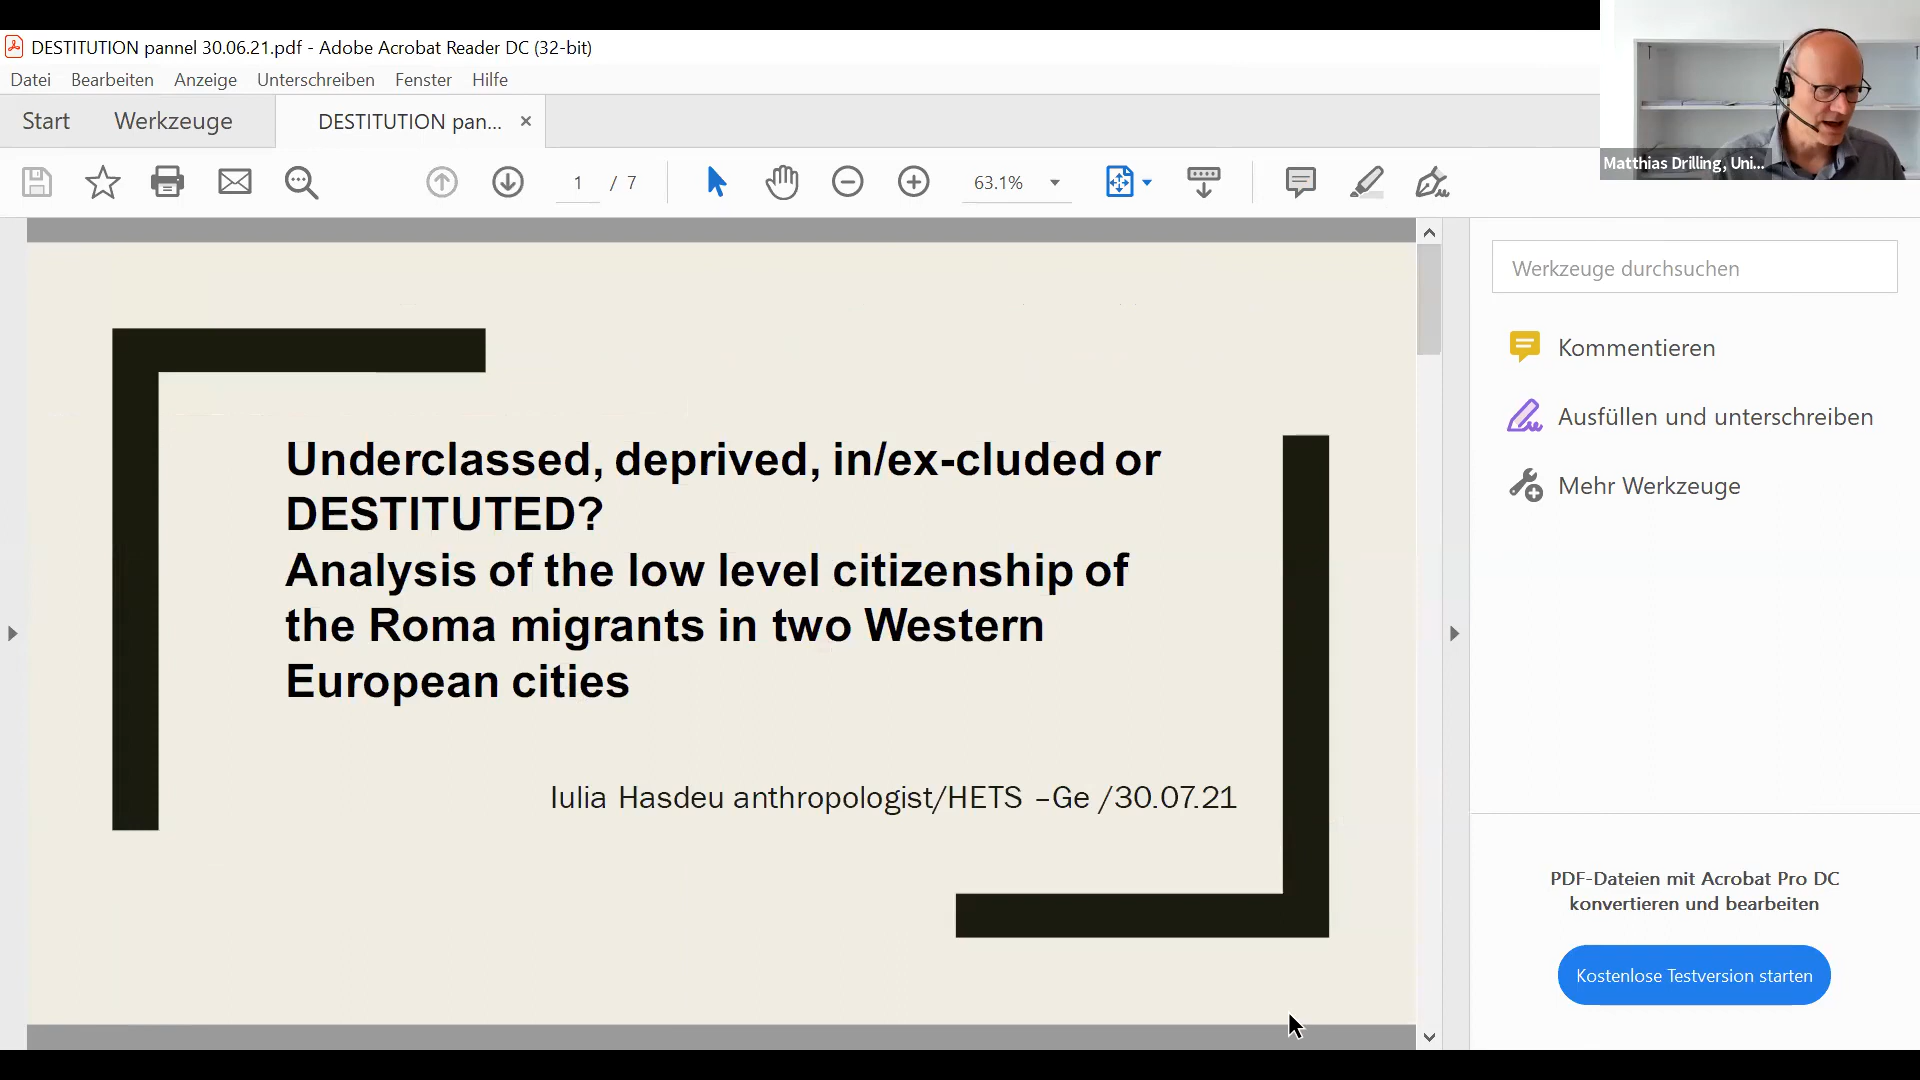 DESTITUTION pannel 30.06.21.pdf - Adobe Acrobat Reader DC (32-bit)
Datei Bearbeiten Anzeige Unterschreiben Fenster Hilfe
Start Werkzeuge DESTITUTION pan... ×
1 / 7 63.1%
Matthias Drilling, Uni...
Underclassed, deprived, in/ex-cluded or
DESTITUTED?
Analysis of the low level citizenship of
the Roma migrants in two Western
European cities
Iulia Hasdeu anthropologist/HETS –Ge /30.07.21
Werkzeuge durchsuchen
Kommentieren
Ausfüllen und unterschreiben
Mehr Werkzeuge
PDF-Dateien mit Acrobat Pro DC
konvertieren und bearbeiten
Kostenlose Testversion starten